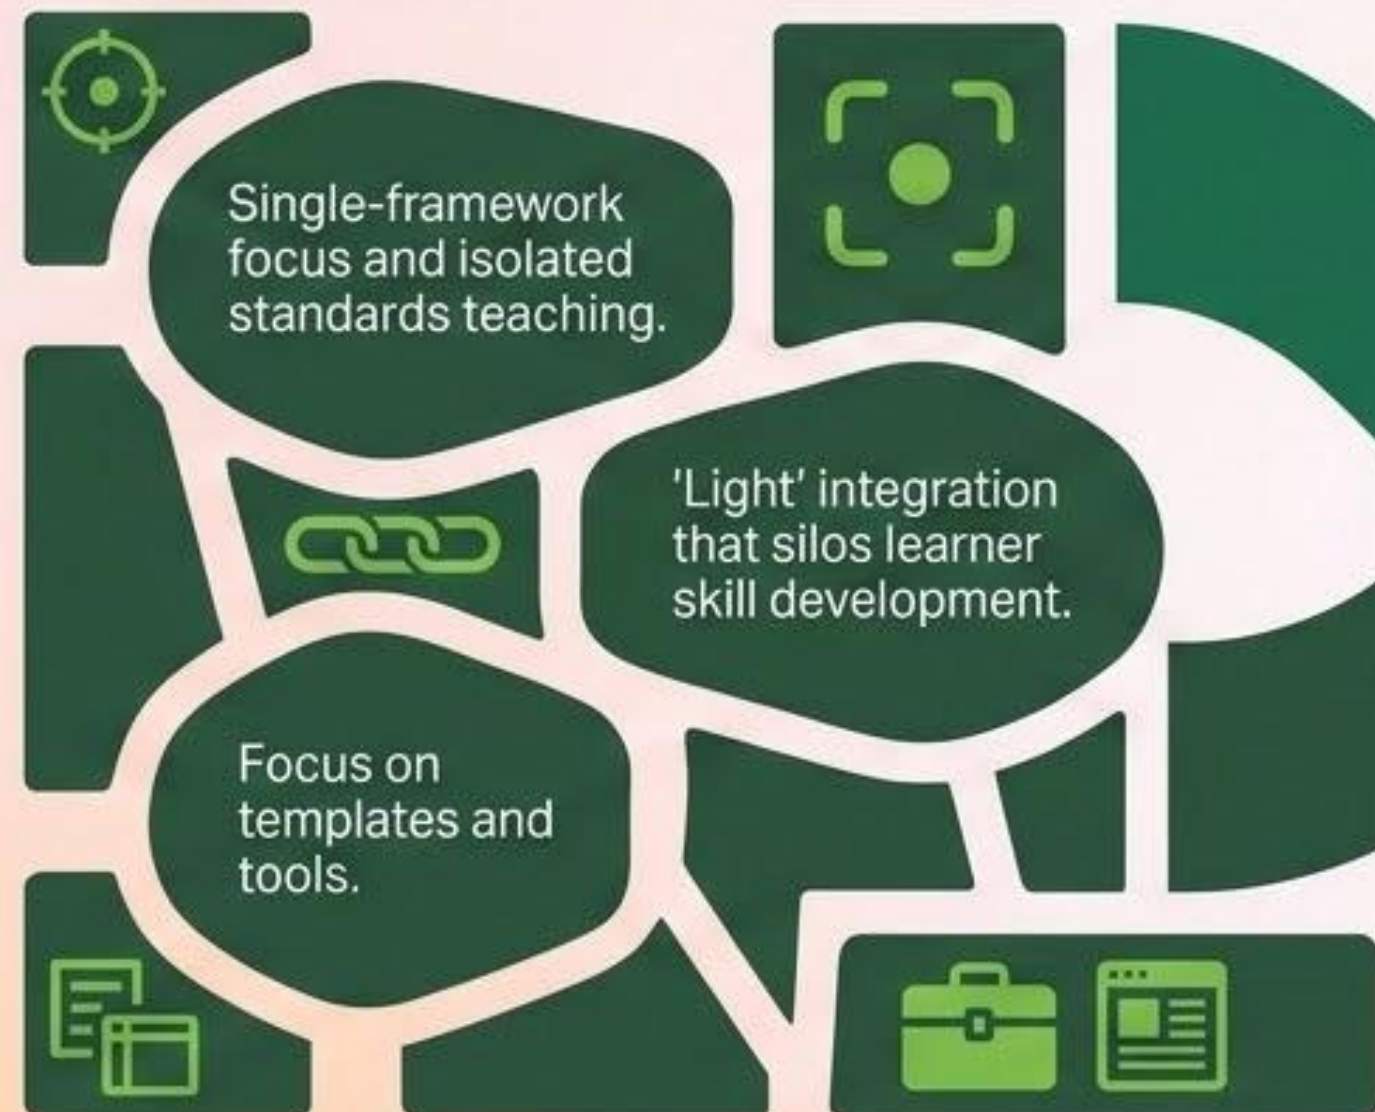 Single-framework
focus and isolated
standards teaching.
'Light' integration
that silos learner
skill development.
Focus on
templates and
tools.